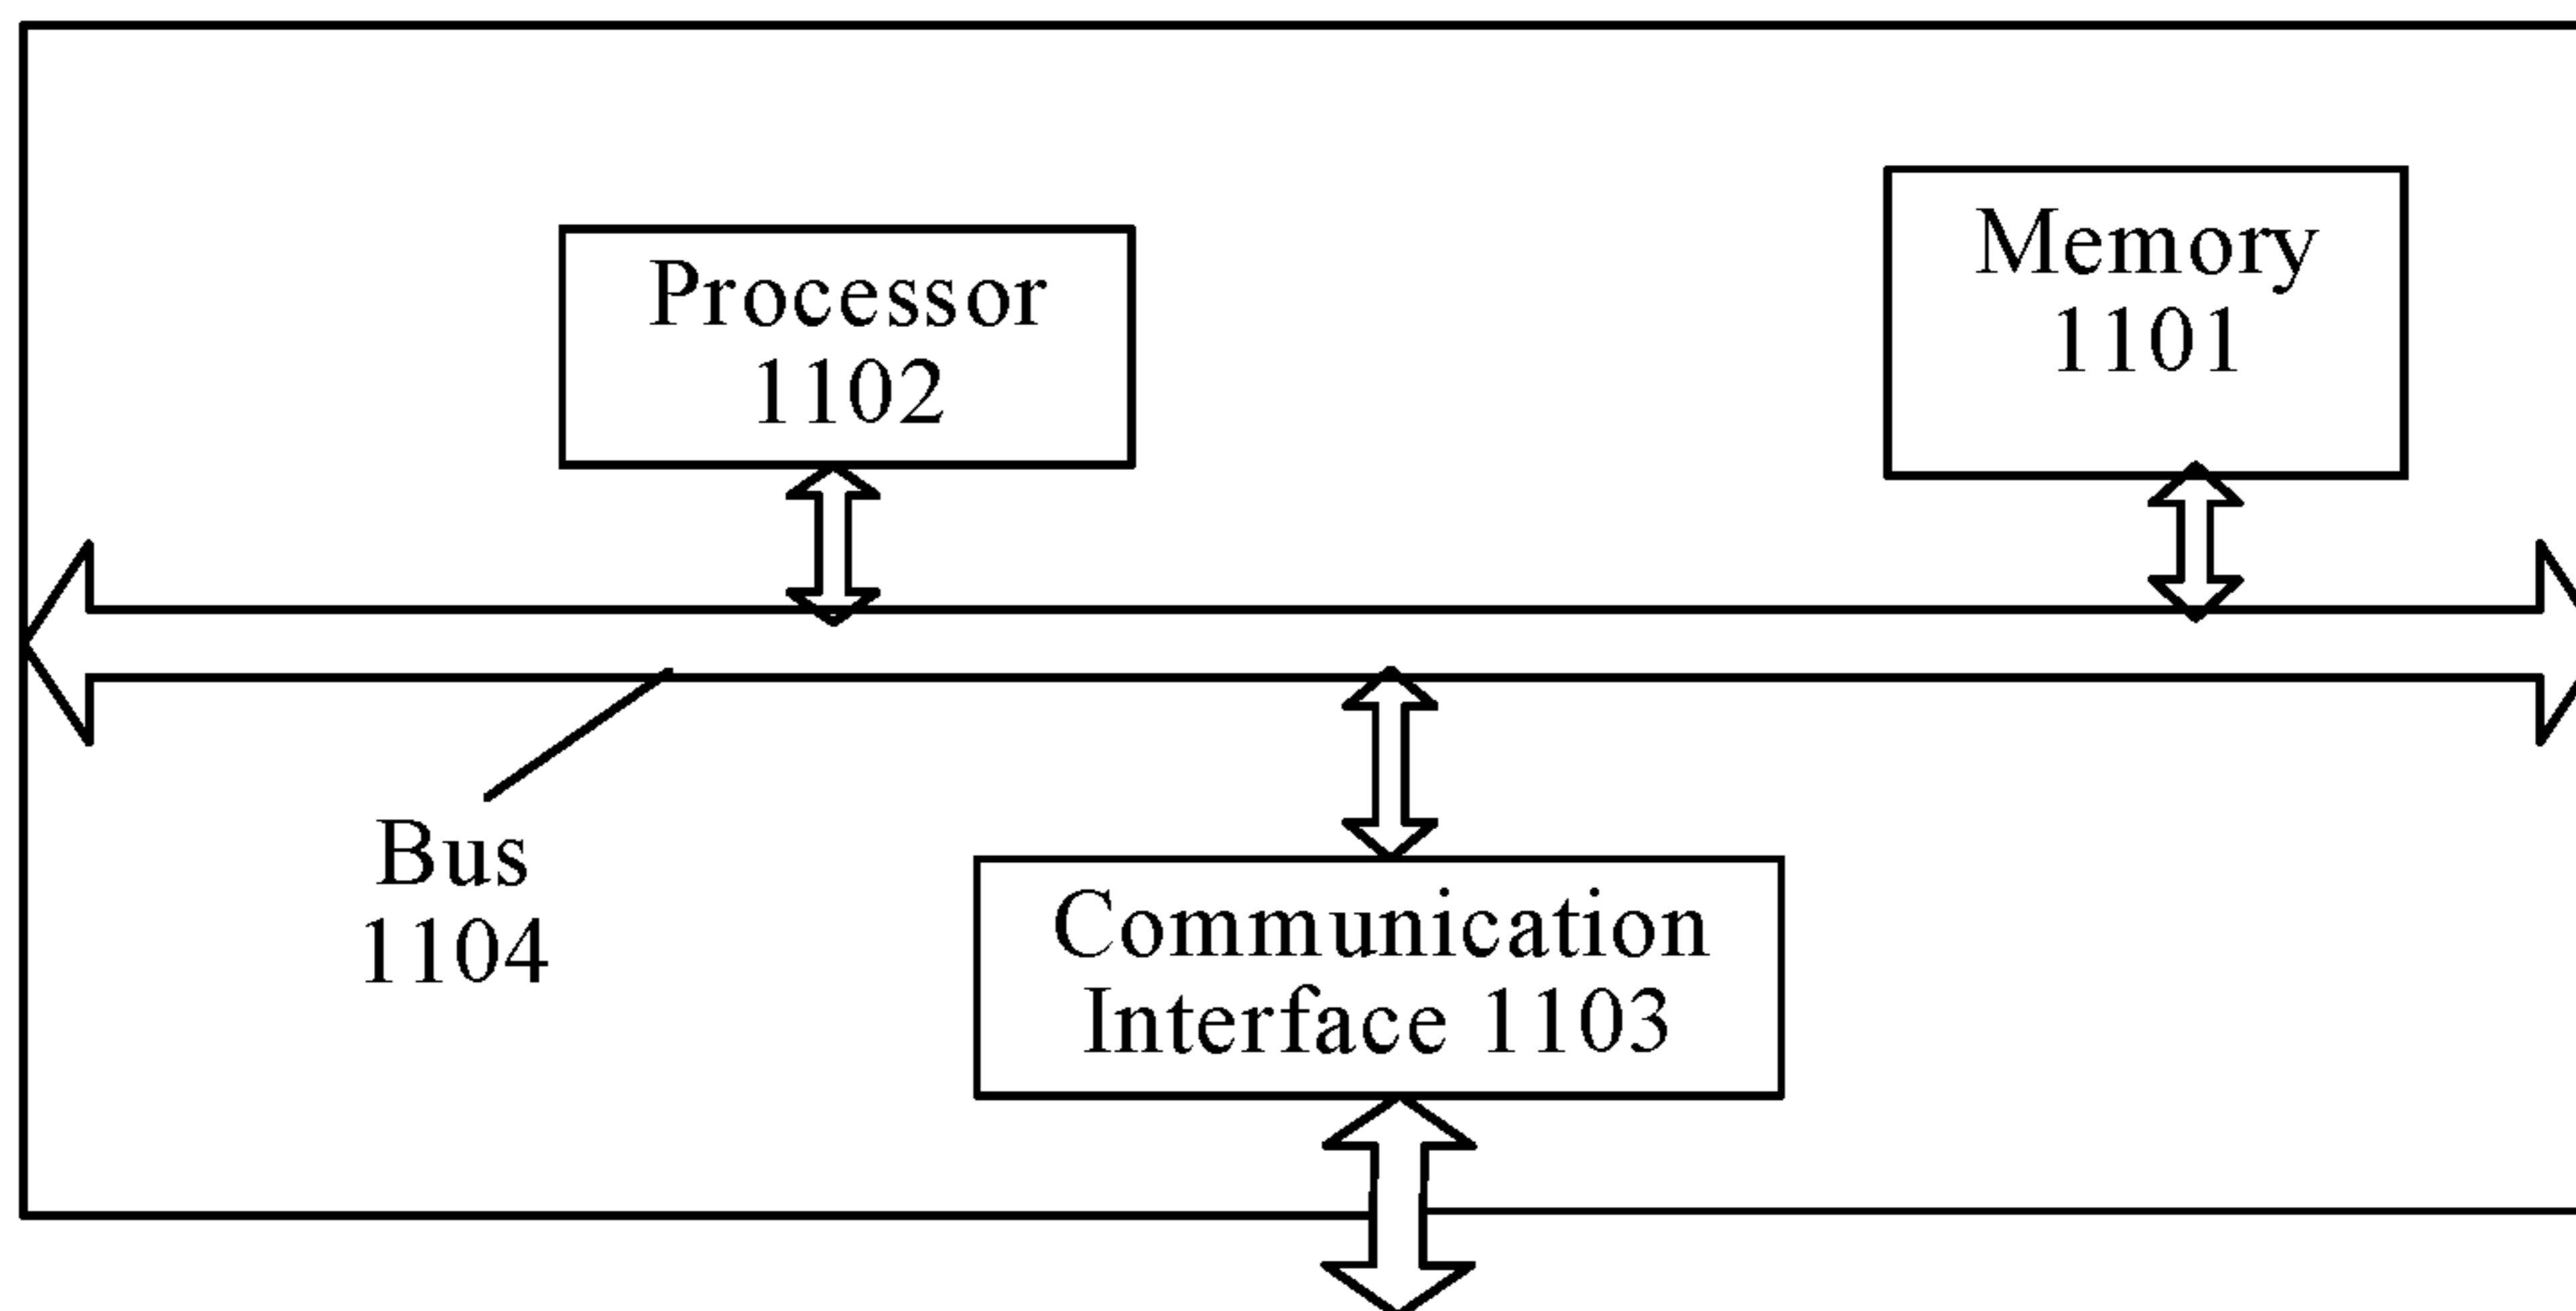 Processor
1102
Memory
1101
Bus
1104
Communication
Interface 1103